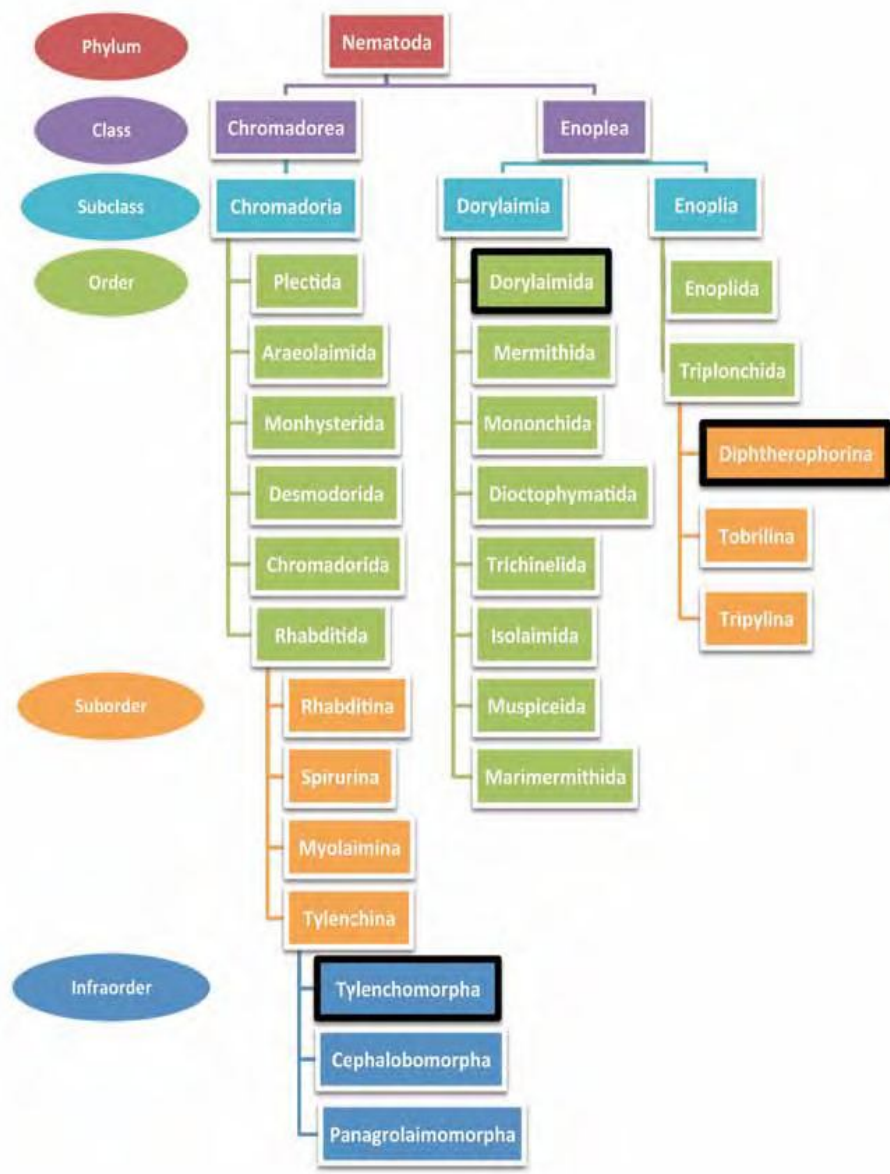 Phylum
Nematoda
Class
Chromadorea
Enoplea
Subclass
Chromadoria
Dorylaimia
Enoplia
Order
Plectida
Dorylaimida
Enoplida
Araeolaimida
Mermithida
Triplonchida
Monhysterida
Mononchida
Diphtherophorina
Desmodorida
Dioctophymatida
Tobrilina
Chromadorida
Trichinelida
Tripylina
Rhabditida
Isolaimida
Suborder
Rhabditina
Muspiceida
Spirurina
Marimermithida
Myolaimina
Tylenchina
Infraorder
Tylenchomorpha
Cephalobomorpha
Panagrolaimomorpha